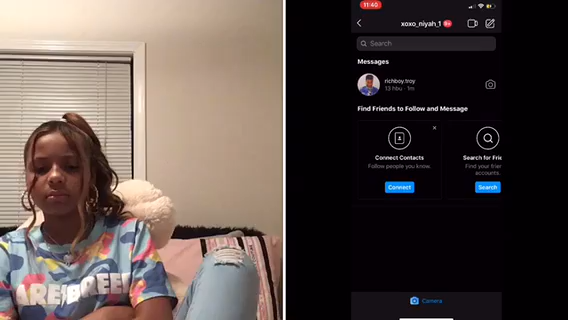 11:40
xoxo_niyah_1
Search
Messages
richboy.troy
13 hbu · 1m
Find Friends to Follow and Message
Connect Contacts
Follow people you know.
Connect
Search for Frie
Find your frien
accounts.
Search
Camera